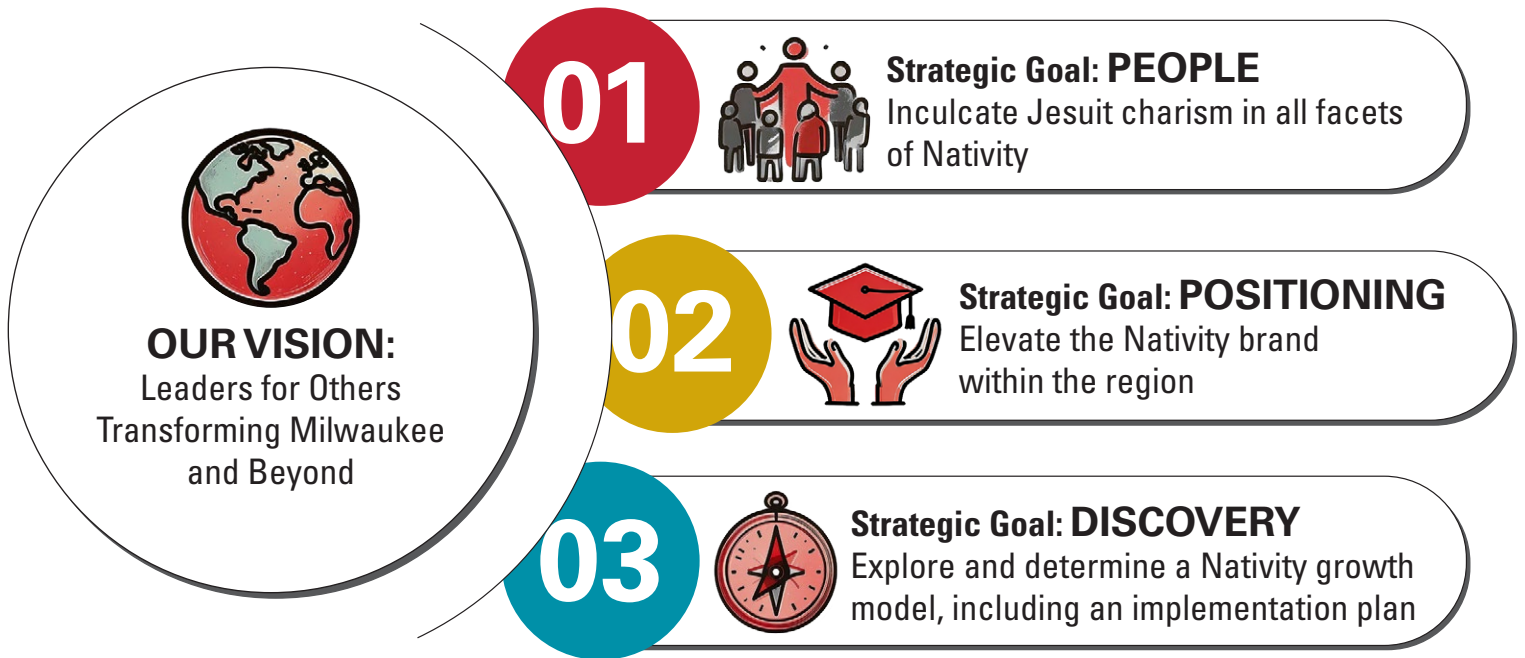 OUR VISION:
Leaders for Others
Transforming Milwaukee
and Beyond
01
Strategic Goal: PEOPLE
Inculcate Jesuit charism in all facets
of Nativity
02
Strategic Goal: POSITIONING
Elevate the Nativity brand
within the region
03
Strategic Goal: DISCOVERY
Explore and determine a Nativity growth
model, including an implementation plan